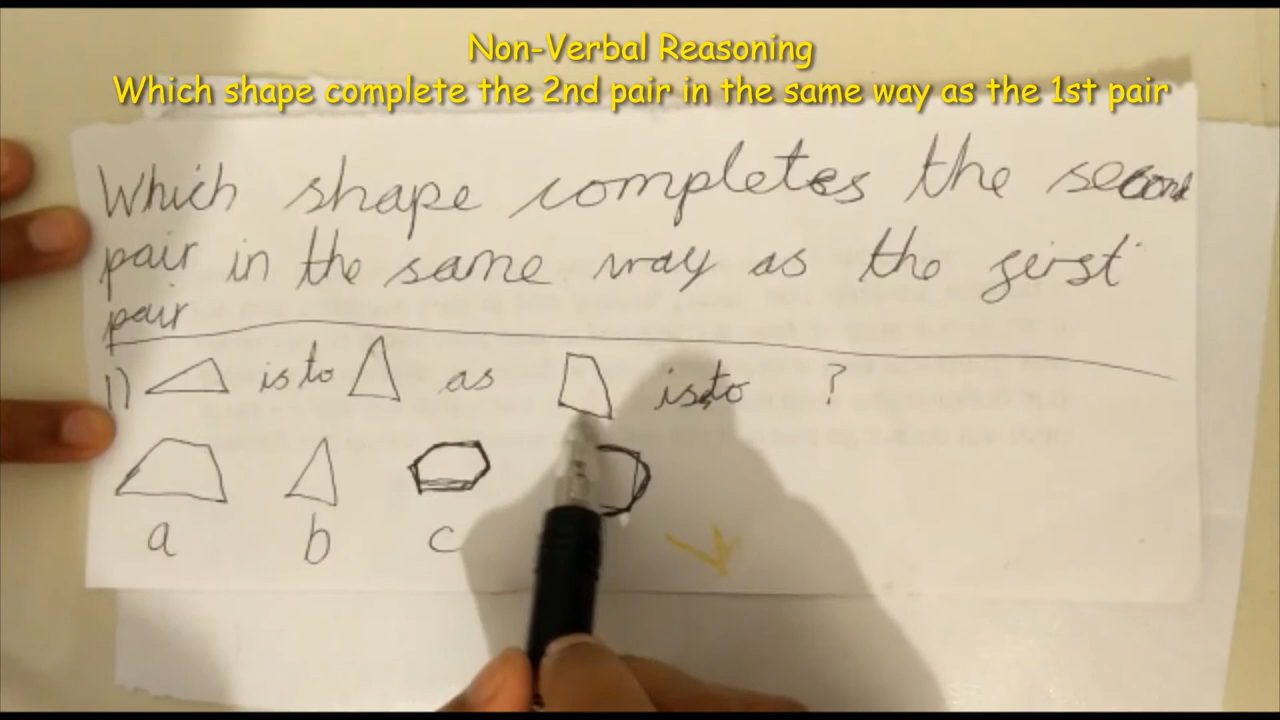 Non-Verbal Reasoning
Which shape complete the 2nd pair in the same way as the 1st pair
Which shape completes the second
pair in the same way as the first
pair
1) is to as is to ?
a b c